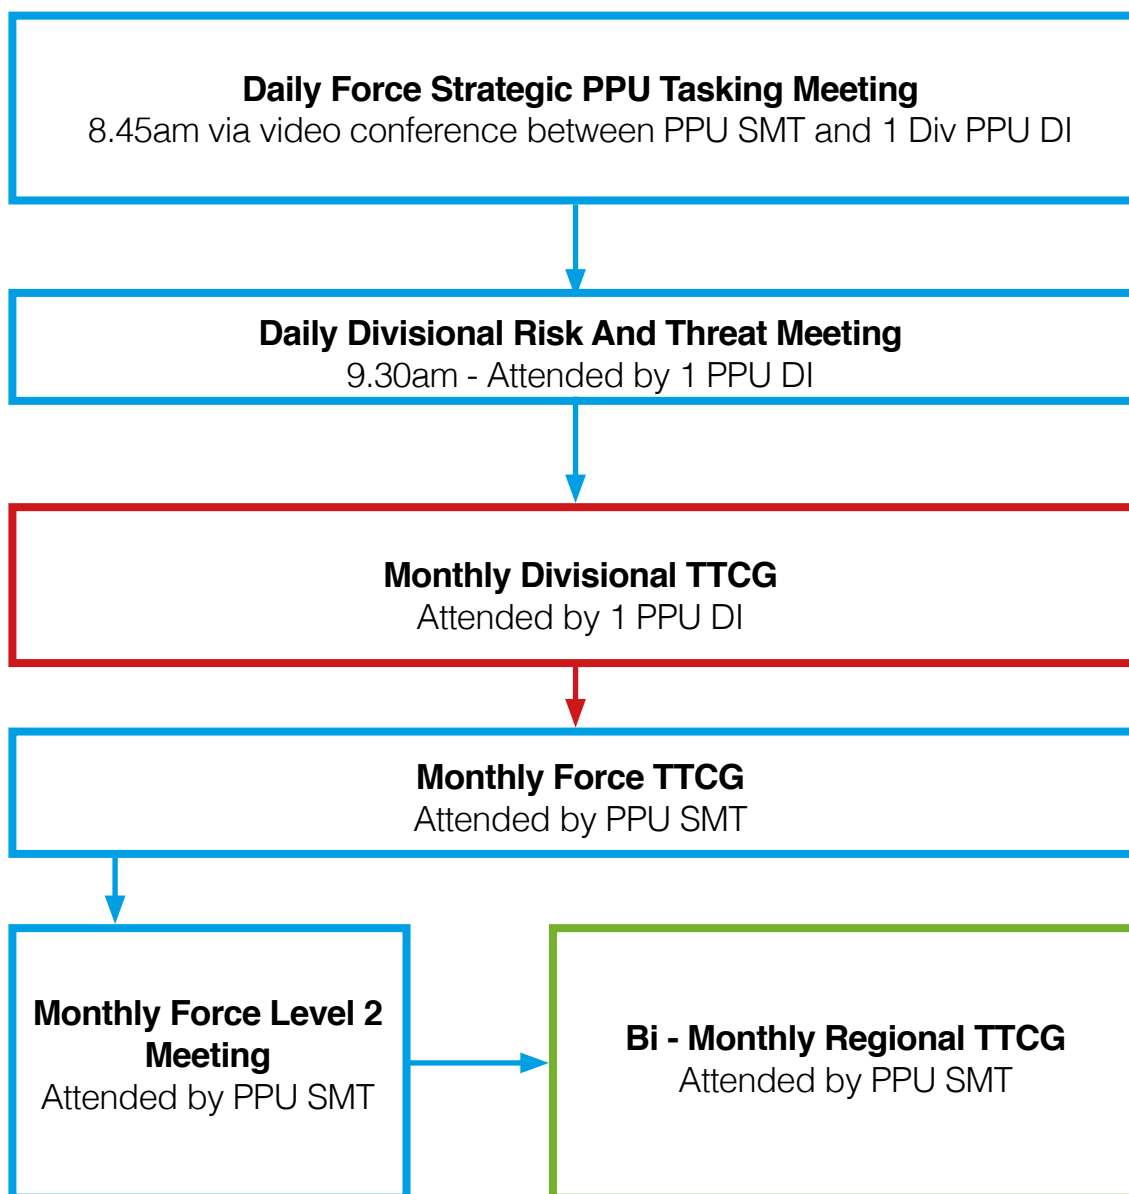 Daily Force Strategic PPU Tasking Meeting
8.45am via video conference between PPU SMT and 1 Div PPU DI
Daily Divisional Risk And Threat Meeting
9.30am - Attended by 1 PPU DI
Monthly Divisional TTCG
Attended by 1 PPU DI
Monthly Force TTCG
Attended by PPU SMT
Monthly Force Level 2
Meeting
Attended by PPU SMT
Bi - Monthly Regional TTCG
Attended by PPU SMT